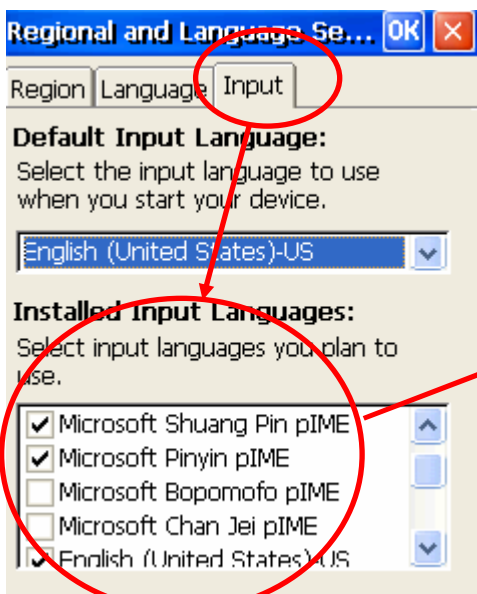 Regional and Language Se... OK
Region Language Input
Default Input Language:
Select the input language to use
when you start your device.
English (United States)-US
Installed Input Languages:
Select input languages you plan to
use.
Microsoft Shuang Pin pIME
Microsoft Pinyin pIME
Microsoft Bopomofo pIME
Microsoft Chan Jei pIME
English (United States)-US